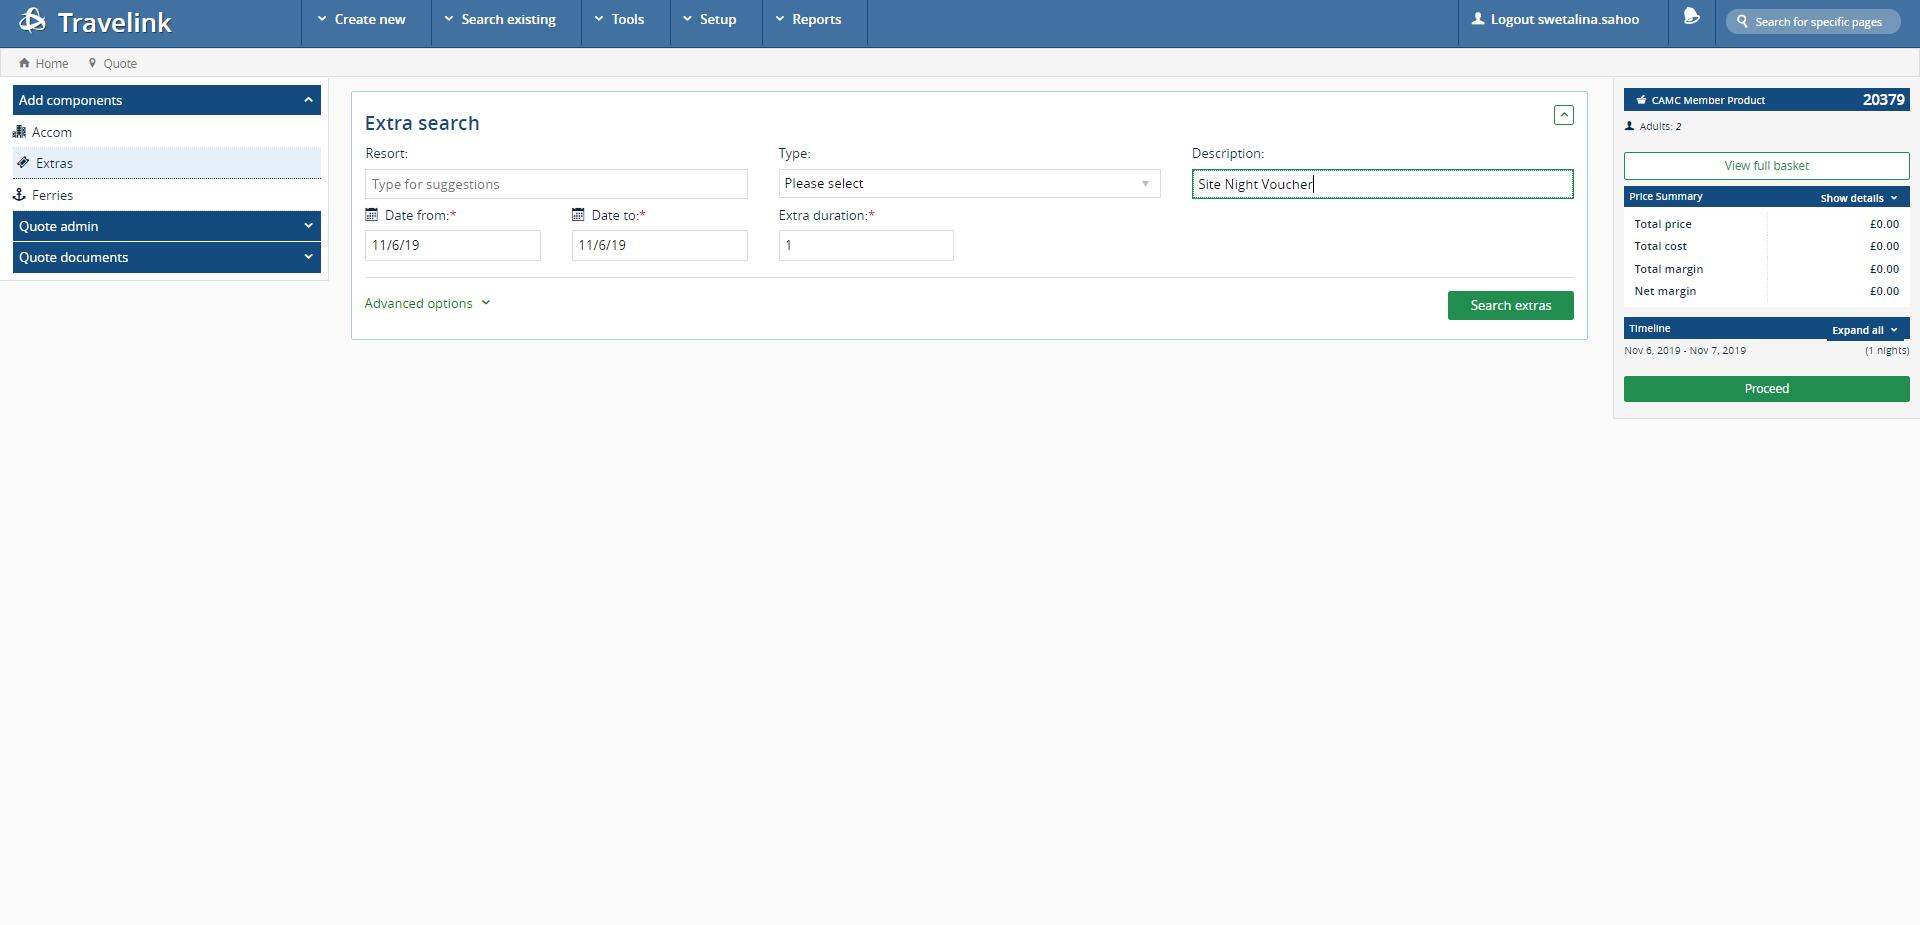 Travelink
Create new
Search existing
Tools
Setup
Reports
Logout swetalina.sahoo
Search for specific pages
Home
Quote
Add components
Accom
Extras
Ferries
Quote admin
Quote documents
Extra search
Resort:
Type for suggestions
Type:
Please select
Description:
Site Night Voucher
Date from:*
11/6/19
Date to:*
11/6/19
Extra duration:*
1
Advanced options
Search extras
CAMC Member Product 20379
Adults: 2
View full basket
Price Summary Show details
Total price £0.00
Total cost £0.00
Total margin £0.00
Net margin £0.00
Timeline Expand all
Nov 6, 2019 - Nov 7, 2019 (1 nights)
Proceed